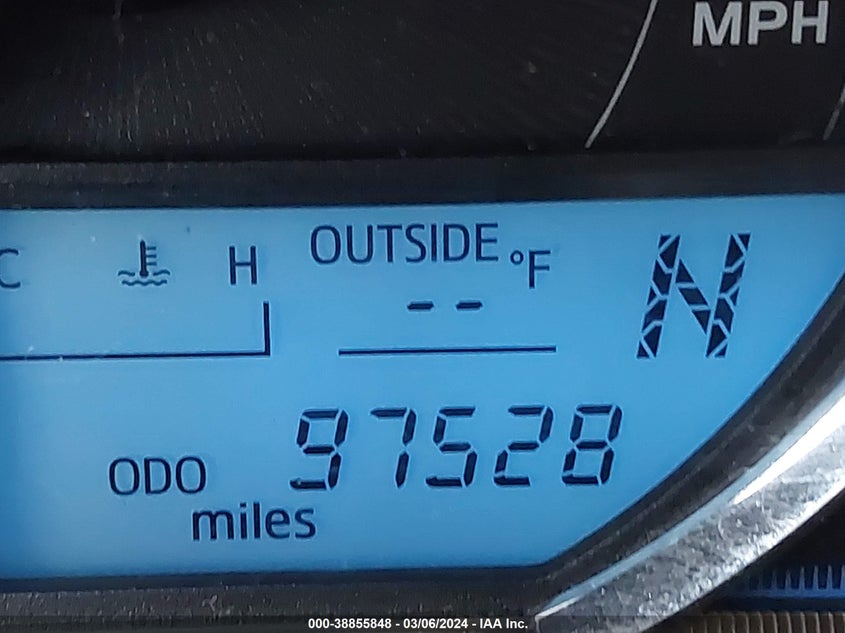 MPH
C H OUTSIDE °F
-- N
ODO 97528
miles
000-38855848 - 03/06/2024 - IAA Inc.